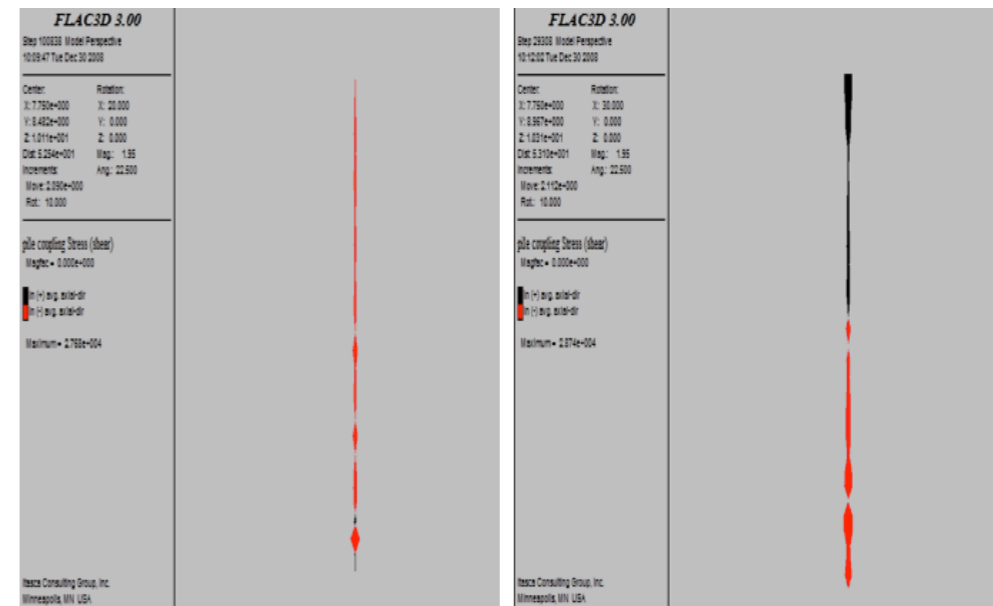 FLAC3D 3.00
Step 100838 Model Perspective
10:09:47 Tue Dec 30 2008
Center: Rotation:
X: 7.750e+000 X: 20.000
Y: 8.482e+000 Y: 0.000
Z: 1.011e+001 Z: 0.000
Dist: 5.254e+001 Mag.: 1.95
Increments: Ang.: 22.500
Move: 2.090e+000
Rot.: 10.000
pile coupling Stress (shear)
Magfac = 0.000e+000
In (+) avg. axial-dir
In (-) avg. axial-dir
Maximum = 2.768e+004
Itasca Consulting Group, Inc.
Minneapolis, MN USA
FLAC3D 3.00
Step 29308 Model Perspective
10:12:02 Tue Dec 30 2008
Center: Rotation:
X: 7.750e+000 X: 30.000
Y: 8.967e+000 Y: 0.000
Z: 1.031e+001 Z: 0.000
Dist: 5.310e+001 Mag.: 1.95
Increments: Ang.: 22.500
Move: 2.112e+000
Rot.: 10.000
pile coupling Stress (shear)
Magfac = 0.000e+000
In (+) avg. axial-dir
In (-) avg. axial-dir
Maximum = 2.874e+004
Itasca Consulting Group, Inc.
Minneapolis, MN USA